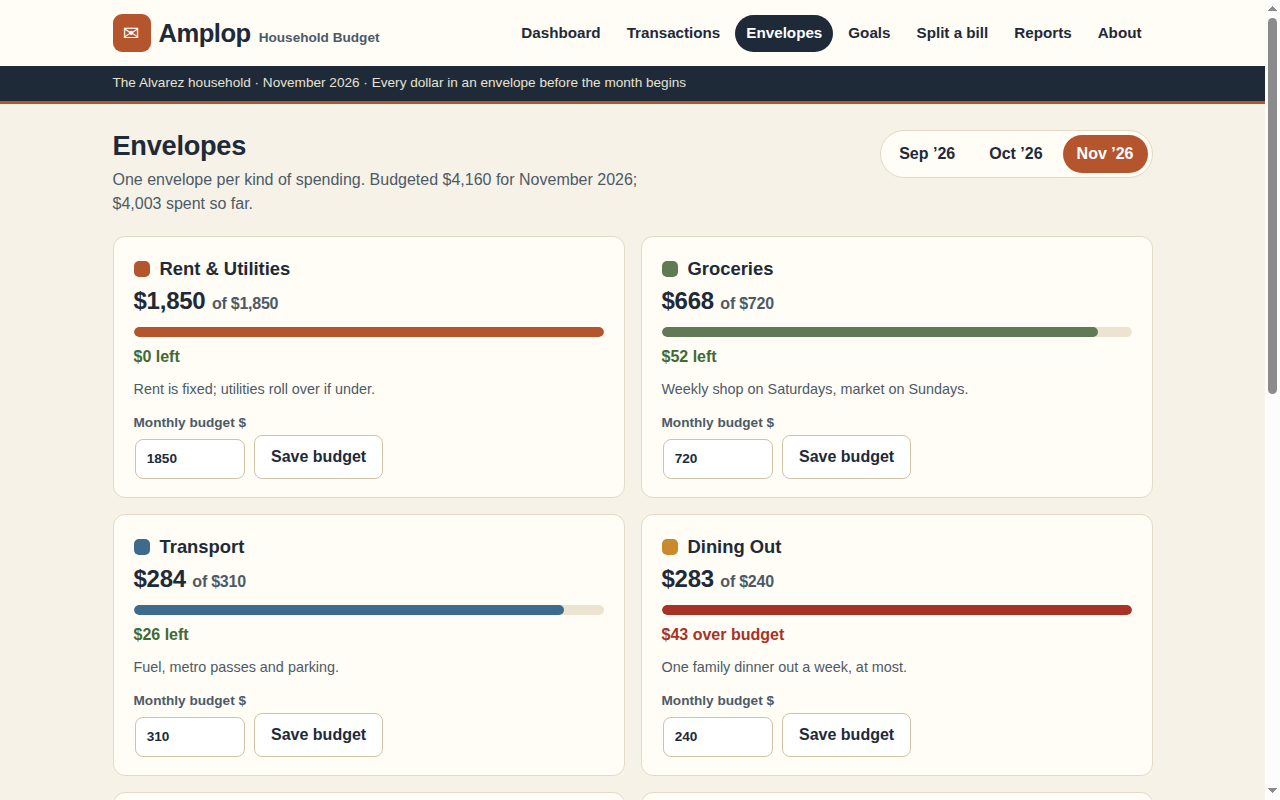 ✉ Amplop Household Budget
Dashboard Transactions Envelopes Goals Split a bill Reports About
The Alvarez household · November 2026 · Every dollar in an envelope before the month begins
Envelopes
One envelope per kind of spending. Budgeted $4,160 for November 2026;
$4,003 spent so far.
Sep ’26 Oct ’26 Nov ’26
Rent & Utilities
$1,850 of $1,850
$0 left
Rent is fixed; utilities roll over if under.
Monthly budget $
1850 Save budget
Groceries
$668 of $720
$52 left
Weekly shop on Saturdays, market on Sundays.
Monthly budget $
720 Save budget
Transport
$284 of $310
$26 left
Fuel, metro passes and parking.
Monthly budget $
310 Save budget
Dining Out
$283 of $240
$43 over budget
One family dinner out a week, at most.
Monthly budget $
240 Save budget